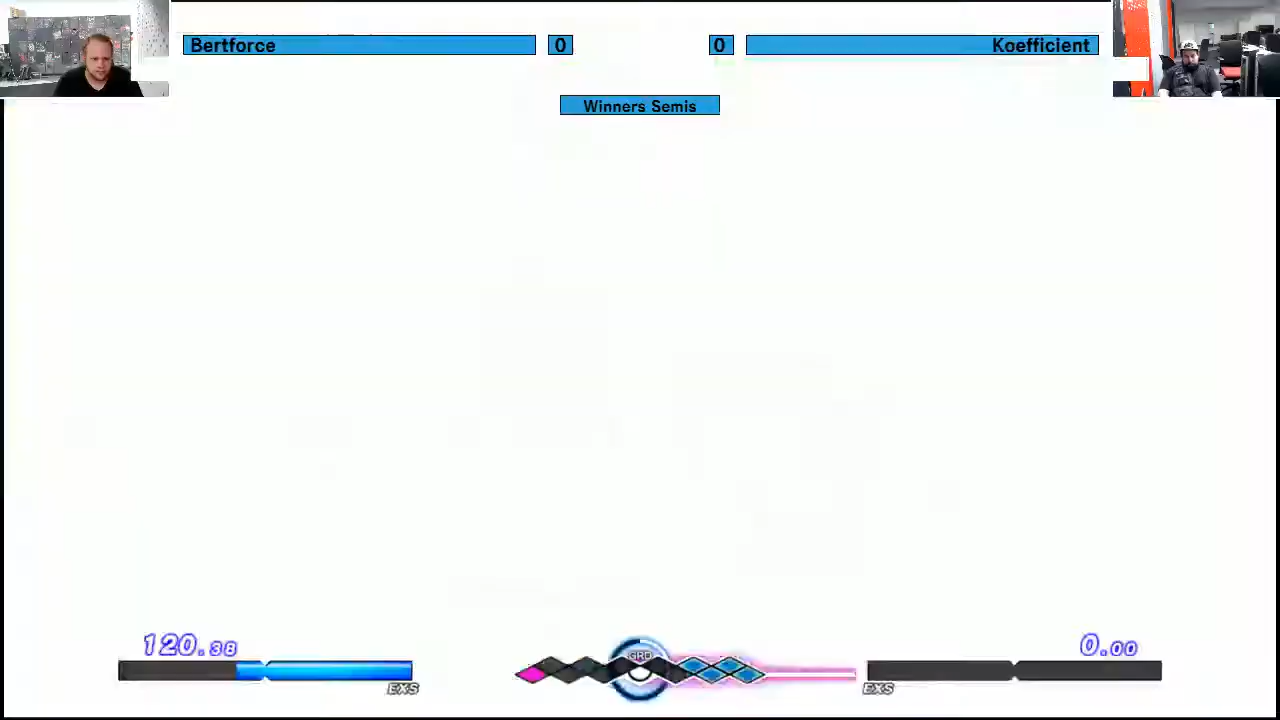 Bertforce 0 0 Koefficient
Winners Semis
120.38 GRD 0.00
EXS EXS